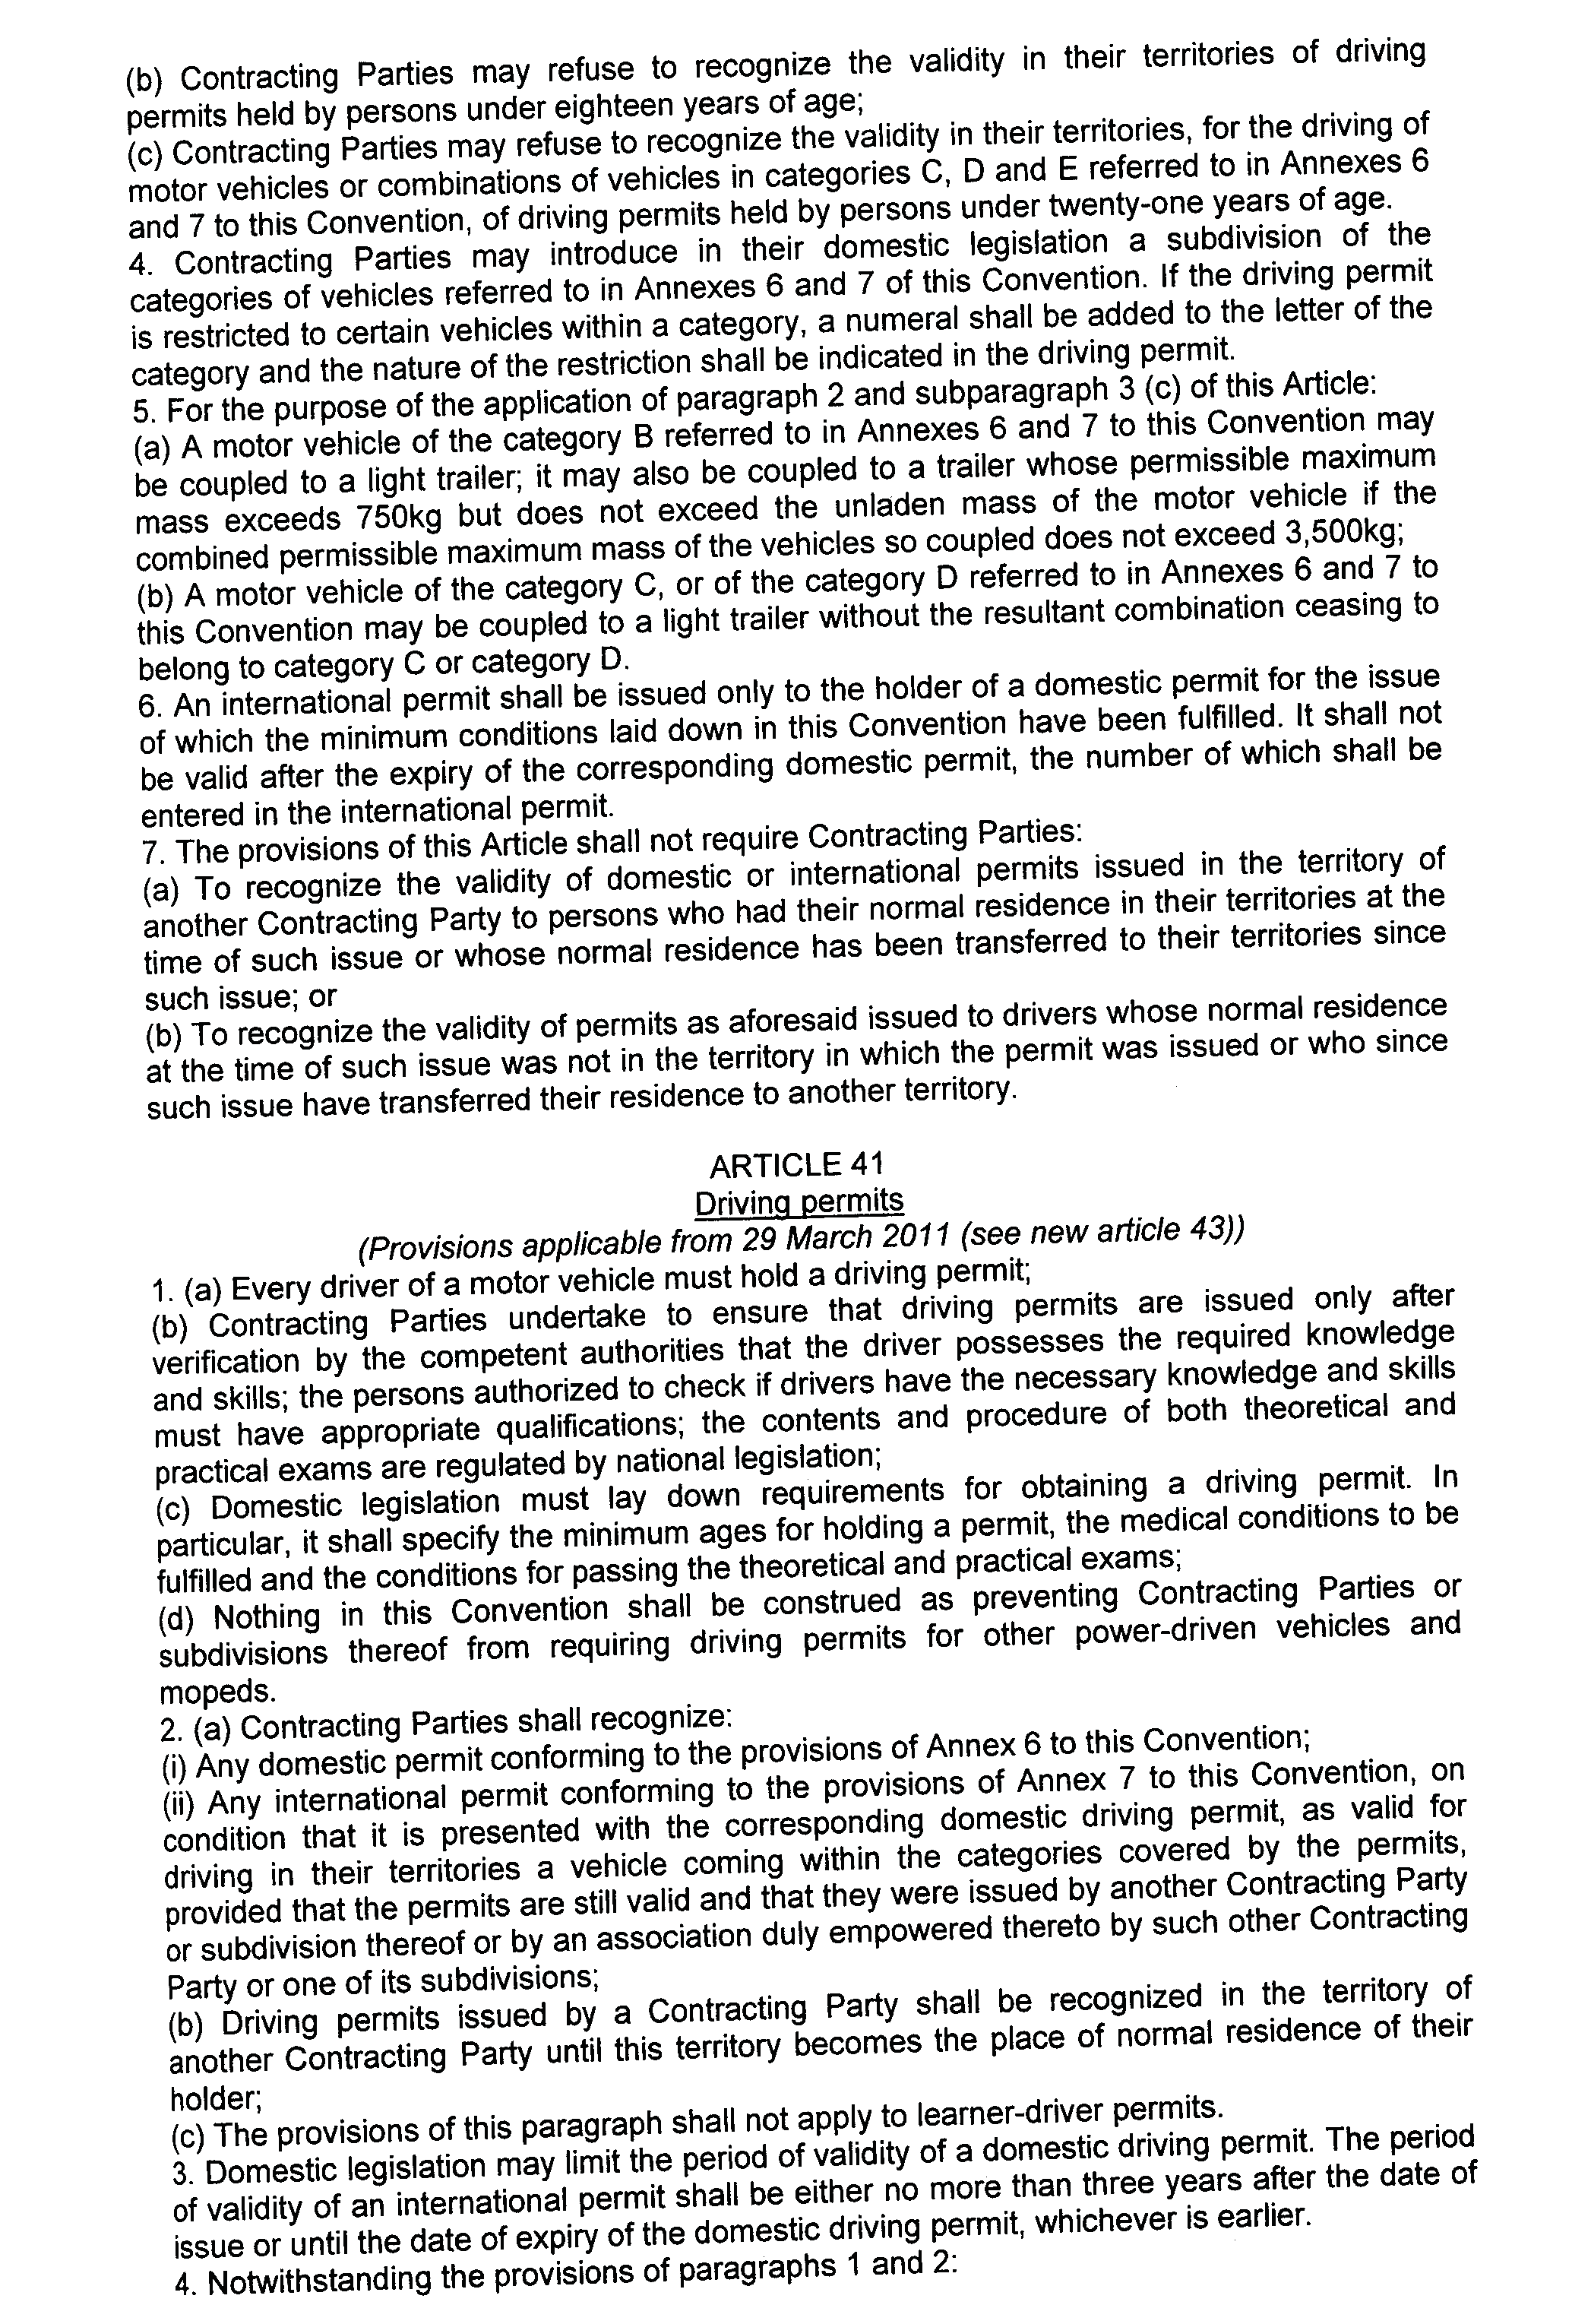 (b) Contracting Parties may refuse to recognize the validity in their territories of driving
permits held by persons under eighteen years of age;
(c) Contracting Parties may refuse to recognize the validity in their territories, for the driving of
motor vehicles or combinations of vehicles in categories C, D and E referred to in Annexes 6
and 7 to this Convention, of driving permits held by persons under twenty-one years of age.
4. Contracting Parties may introduce in their domestic legislation a subdivision of the
categories of vehicles referred to in Annexes 6 and 7 of this Convention. If the driving permit
is restricted to certain vehicles within a category, a numeral shall be added to the letter of the
category and the nature of the restriction shall be indicated in the driving permit.
5. For the purpose of the application of paragraph 2 and subparagraph 3 (c) of this Article:
(a) A motor vehicle of the category B referred to in Annexes 6 and 7 to this Convention may
be coupled to a light trailer; it may also be coupled to a trailer whose permissible maximum
mass exceeds 750kg but does not exceed the unladen mass of the motor vehicle if the
combined permissible maximum mass of the vehicles so coupled does not exceed 3,500kg;
(b) A motor vehicle of the category C, or of the category D referred to in Annexes 6 and 7 to
this Convention may be coupled to a light trailer without the resultant combination ceasing to
belong to category C or category D.
6. An international permit shall be issued only to the holder of a domestic permit for the issue
of which the minimum conditions laid down in this Convention have been fulfilled. It shall not
be valid after the expiry of the corresponding domestic permit, the number of which shall be
entered in the international permit.
7. The provisions of this Article shall not require Contracting Parties:
(a) To recognize the validity of domestic or international permits issued in the territory of
another Contracting Party to persons who had their normal residence in their territories at the
time of such issue or whose normal residence has been transferred to their territories since
such issue; or
(b) To recognize the validity of permits as aforesaid issued to drivers whose normal residence
at the time of such issue was not in the territory in which the permit was issued or who since
such issue have transferred their residence to another territory.
ARTICLE 41
Driving permits
(Provisions applicable from 29 March 2011 (see new article 43))
1. (a) Every driver of a motor vehicle must hold a driving permit;
(b) Contracting Parties undertake to ensure that driving permits are issued only after
verification by the competent authorities that the driver possesses the required knowledge
and skills; the persons authorized to check if drivers have the necessary knowledge and skills
must have appropriate qualifications; the contents and procedure of both theoretical and
practical exams are regulated by national legislation;
(c) Domestic legislation must lay down requirements for obtaining a driving permit. In
particular, it shall specify the minimum ages for holding a permit, the medical conditions to be
fulfilled and the conditions for passing the theoretical and practical exams;
(d) Nothing in this Convention shall be construed as preventing Contracting Parties or
subdivisions thereof from requiring driving permits for other power-driven vehicles and
mopeds.
2. (a) Contracting Parties shall recognize:
(i) Any domestic permit conforming to the provisions of Annex 6 to this Convention;
(ii) Any international permit conforming to the provisions of Annex 7 to this Convention, on
condition that it is presented with the corresponding domestic driving permit, as valid for
driving in their territories a vehicle coming within the categories covered by the permits,
provided that the permits are still valid and that they were issued by another Contracting Party
or subdivision thereof or by an association duly empowered thereto by such other Contracting
Party or one of its subdivisions;
(b) Driving permits issued by a Contracting Party shall be recognized in the territory of
another Contracting Party until this territory becomes the place of normal residence of their
holder;
(c) The provisions of this paragraph shall not apply to learner-driver permits.
3. Domestic legislation may limit the period of validity of a domestic driving permit. The period
of validity of an international permit shall be either no more than three years after the date of
issue or until the date of expiry of the domestic driving permit, whichever is earlier.
4. Notwithstanding the provisions of paragraphs 1 and 2: